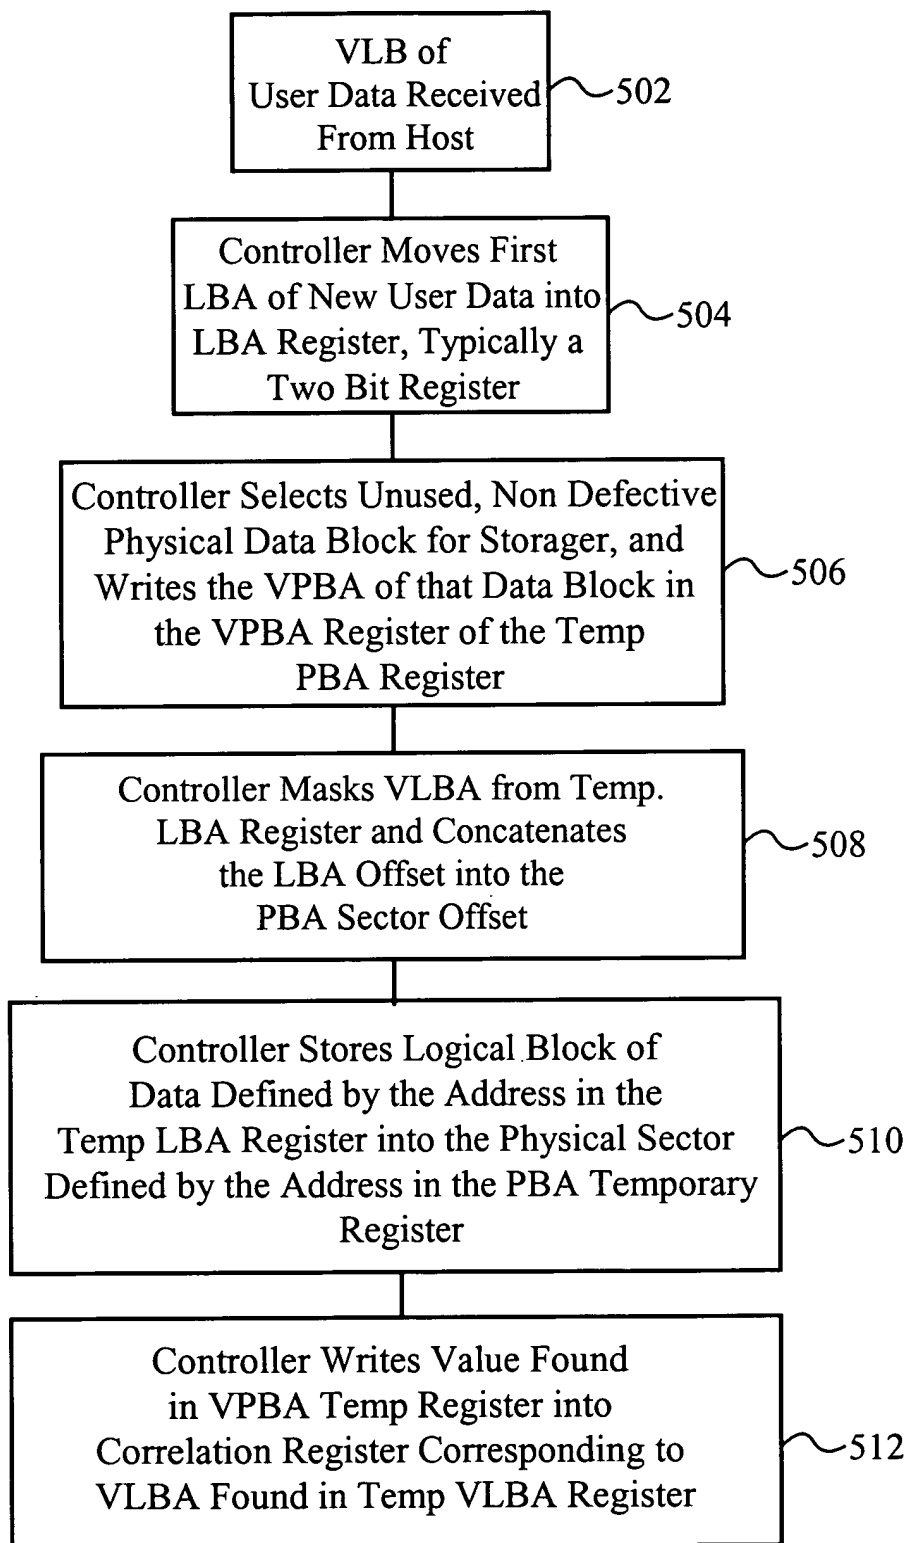 VLB of
User Data Received
From Host
502
Controller Moves First
LBA of New User Data into
LBA Register, Typically a
Two Bit Register
504
Controller Selects Unused, Non Defective
Physical Data Block for Storager, and
Writes the VPBA of that Data Block in
the VPBA Register of the Temp
PBA Register
506
Controller Masks VLBA from Temp.
LBA Register and Concatenates
the LBA Offset into the
PBA Sector Offset
508
Controller Stores Logical Block of
Data Defined by the Address in the
Temp LBA Register into the Physical Sector
Defined by the Address in the PBA Temporary
Register
510
Controller Writes Value Found
in VPBA Temp Register into
Correlation Register Corresponding to
VLBA Found in Temp VLBA Register
512